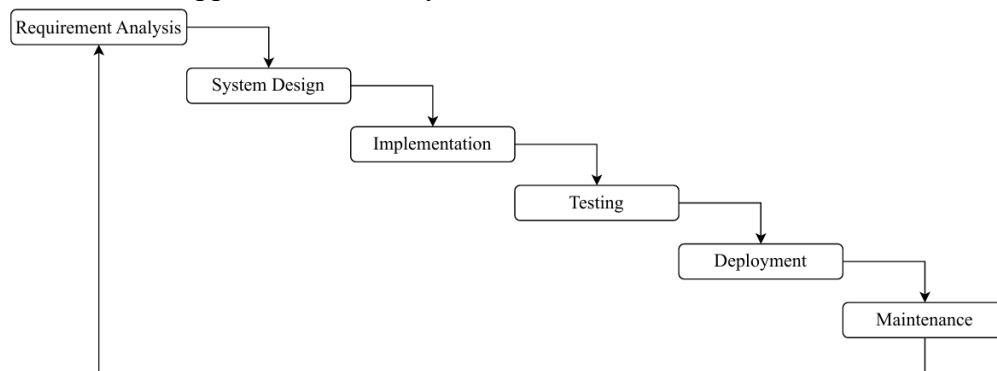 Requirement Analysis
System Design
Implementation
Testing
Deployment
Maintenance